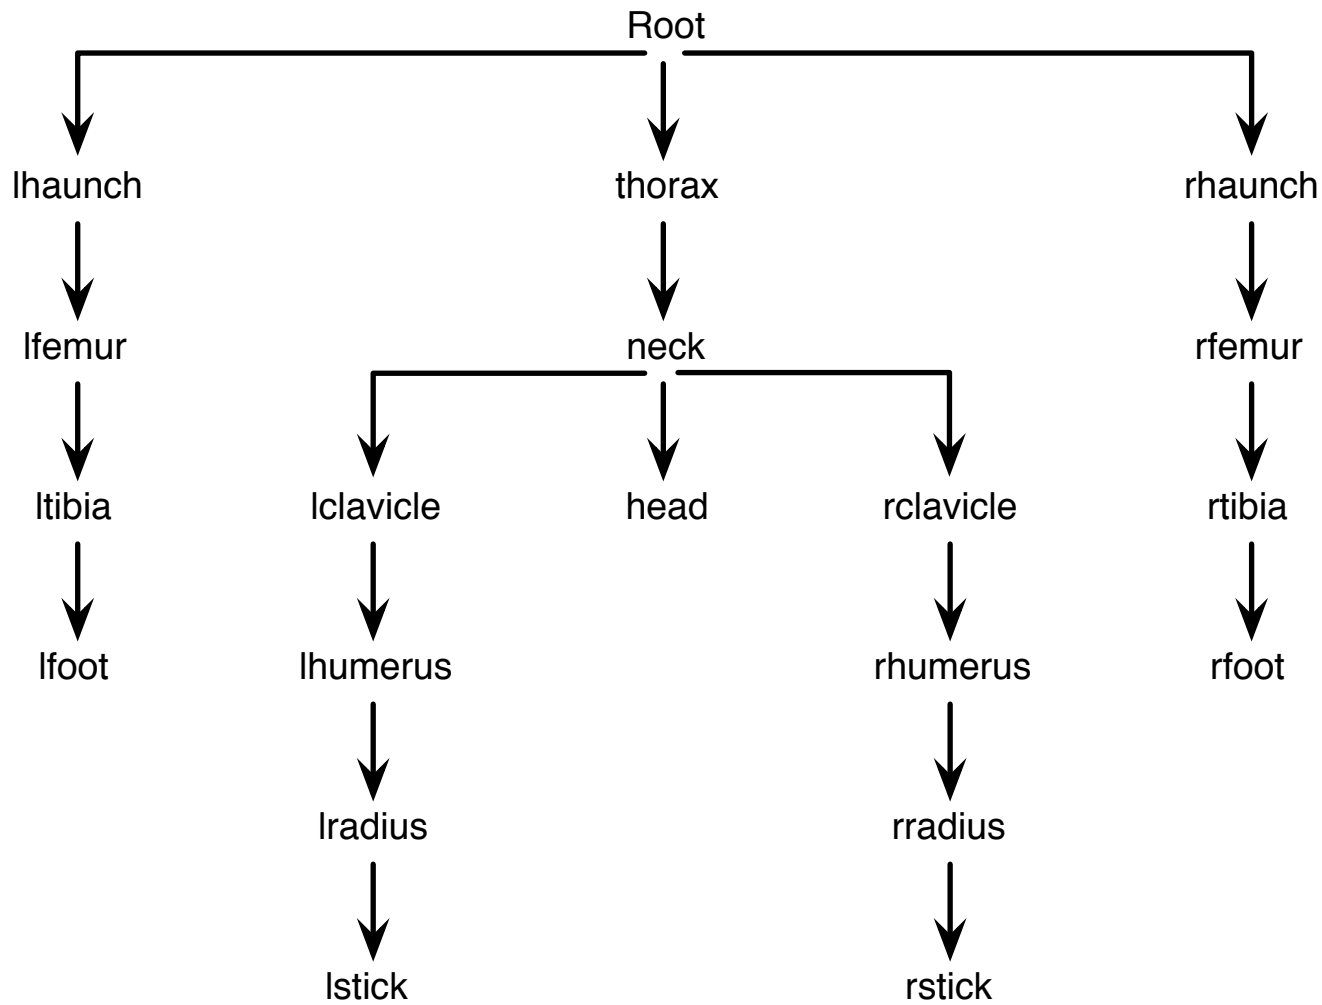 Root
lhaunch thorax rhaunch
lfemur neck rfemur
ltibia lclavicle head rclavicle rtibia
lfoot lhumerus rhumerus rfoot
lradius rradius
lstick rstick